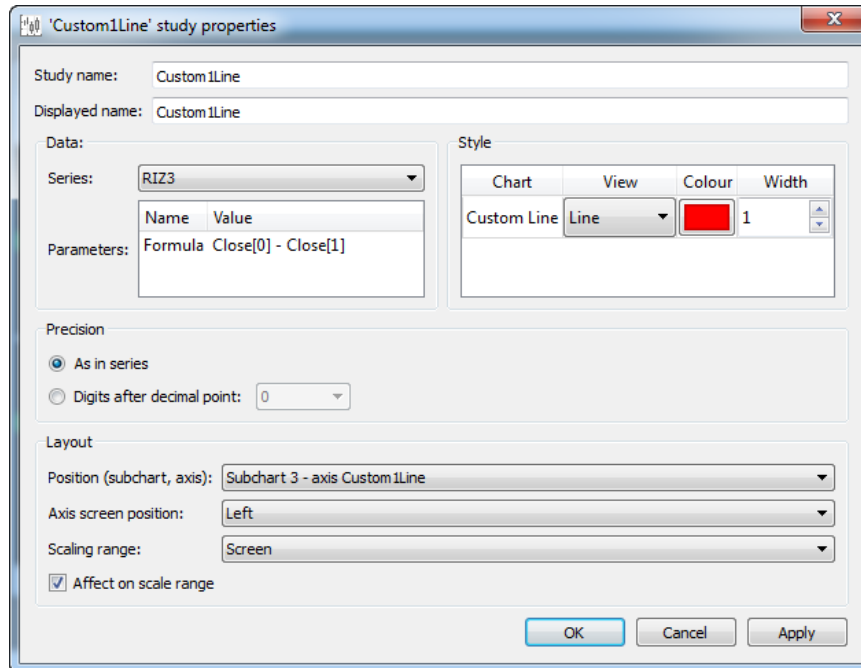 'Custom1Line' study properties
Study name: Custom1Line
Displayed name: Custom1Line
Data:
Series: RIZ3
Parameters:
Name Value
Formula Close[0] - Close[1]
Style
Chart View Colour Width
Custom Line Line 1
Precision
As in series
Digits after decimal point: 0
Layout
Position (subchart, axis): Subchart 3 - axis Custom1Line
Axis screen position: Left
Scaling range: Screen
Affect on scale range
OK Cancel Apply